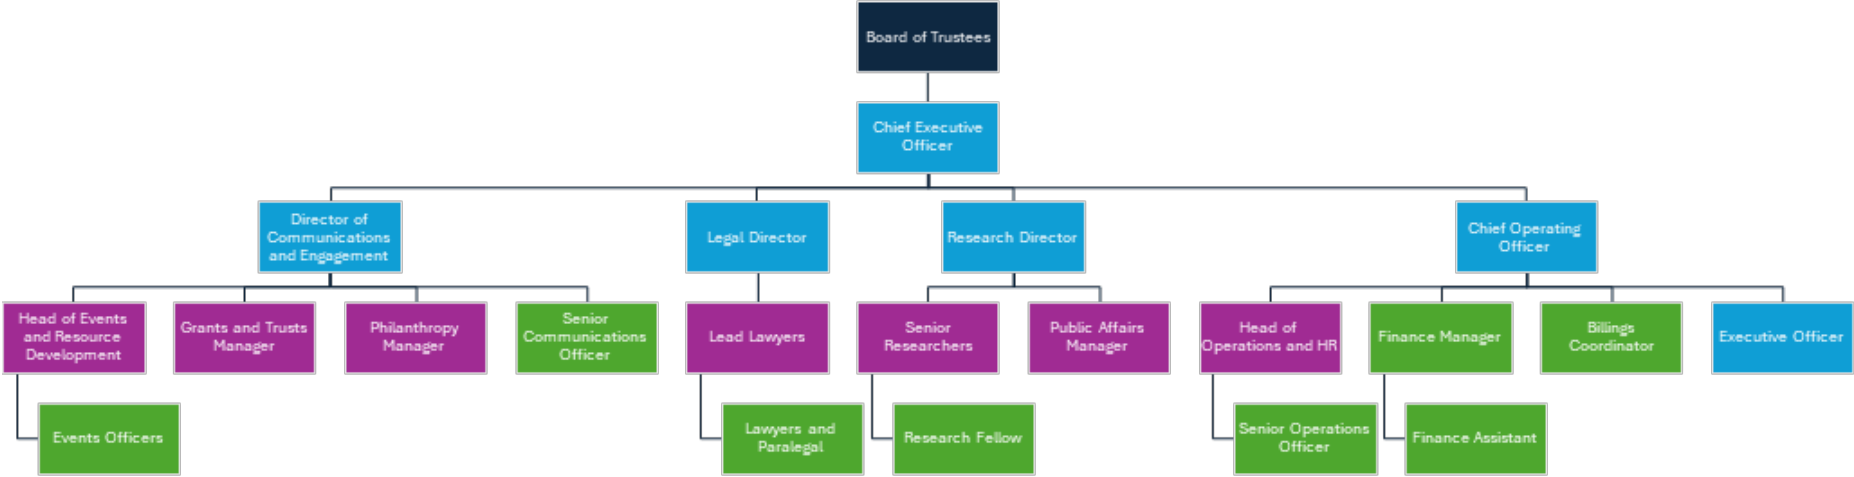 Board of Trustees
Chief Executive
Officer
Director of
Communications
and Engagement
Legal Director
Research Director
Chief Operating
Officer
Head of Events
and Resource
Development
Grants and Trusts
Manager
Philanthropy
Manager
Senior
Communications
Officer
Lead Lawyers
Senior
Researchers
Public Affairs
Manager
Head of
Operations and HR
Finance Manager
Billings
Coordinator
Executive Officer
Events Officers
Lawyers and
Paralegal
Research Fellow
Senior Operations
Officer
Finance Assistant